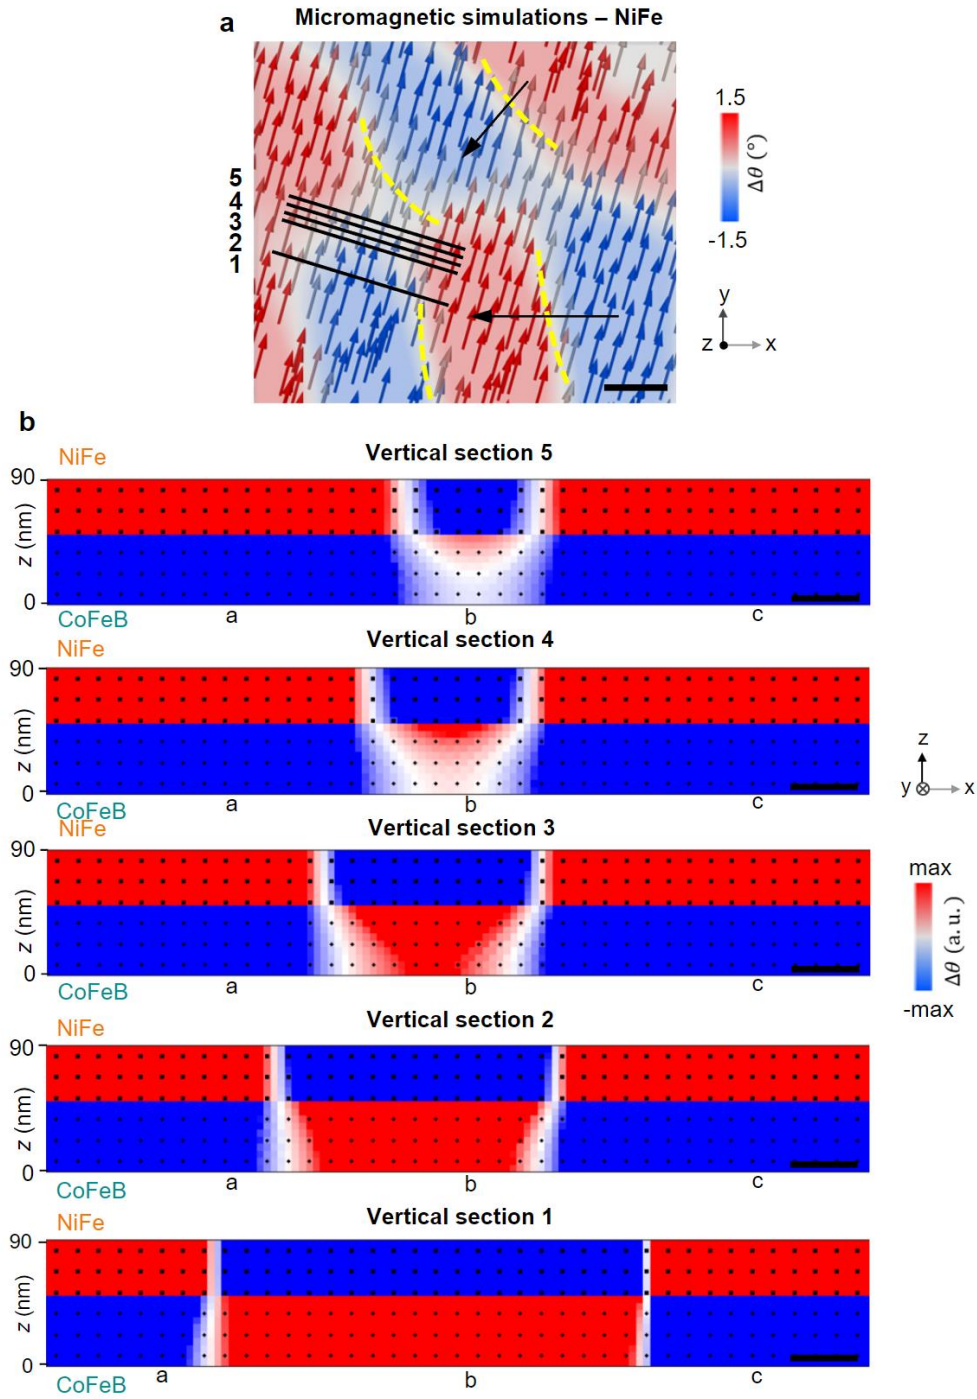 a
Micromagnetic simulations – NiFe
1.5
Δθ (°)
-1.5
5
4
3
2
1
y
z x
b
NiFe
Vertical section 5
90
z (nm)
0
CoFeB
a b c
NiFe
Vertical section 4
90
z (nm)
0
CoFeB
a b c
z
y x
NiFe
Vertical section 3
90
z (nm)
0
CoFeB
a b c
max
Δθ (a. u.)
-max
NiFe
Vertical section 2
90
z (nm)
0
CoFeB
a b c
NiFe
Vertical section 1
90
z (nm)
0
CoFeB
a b c